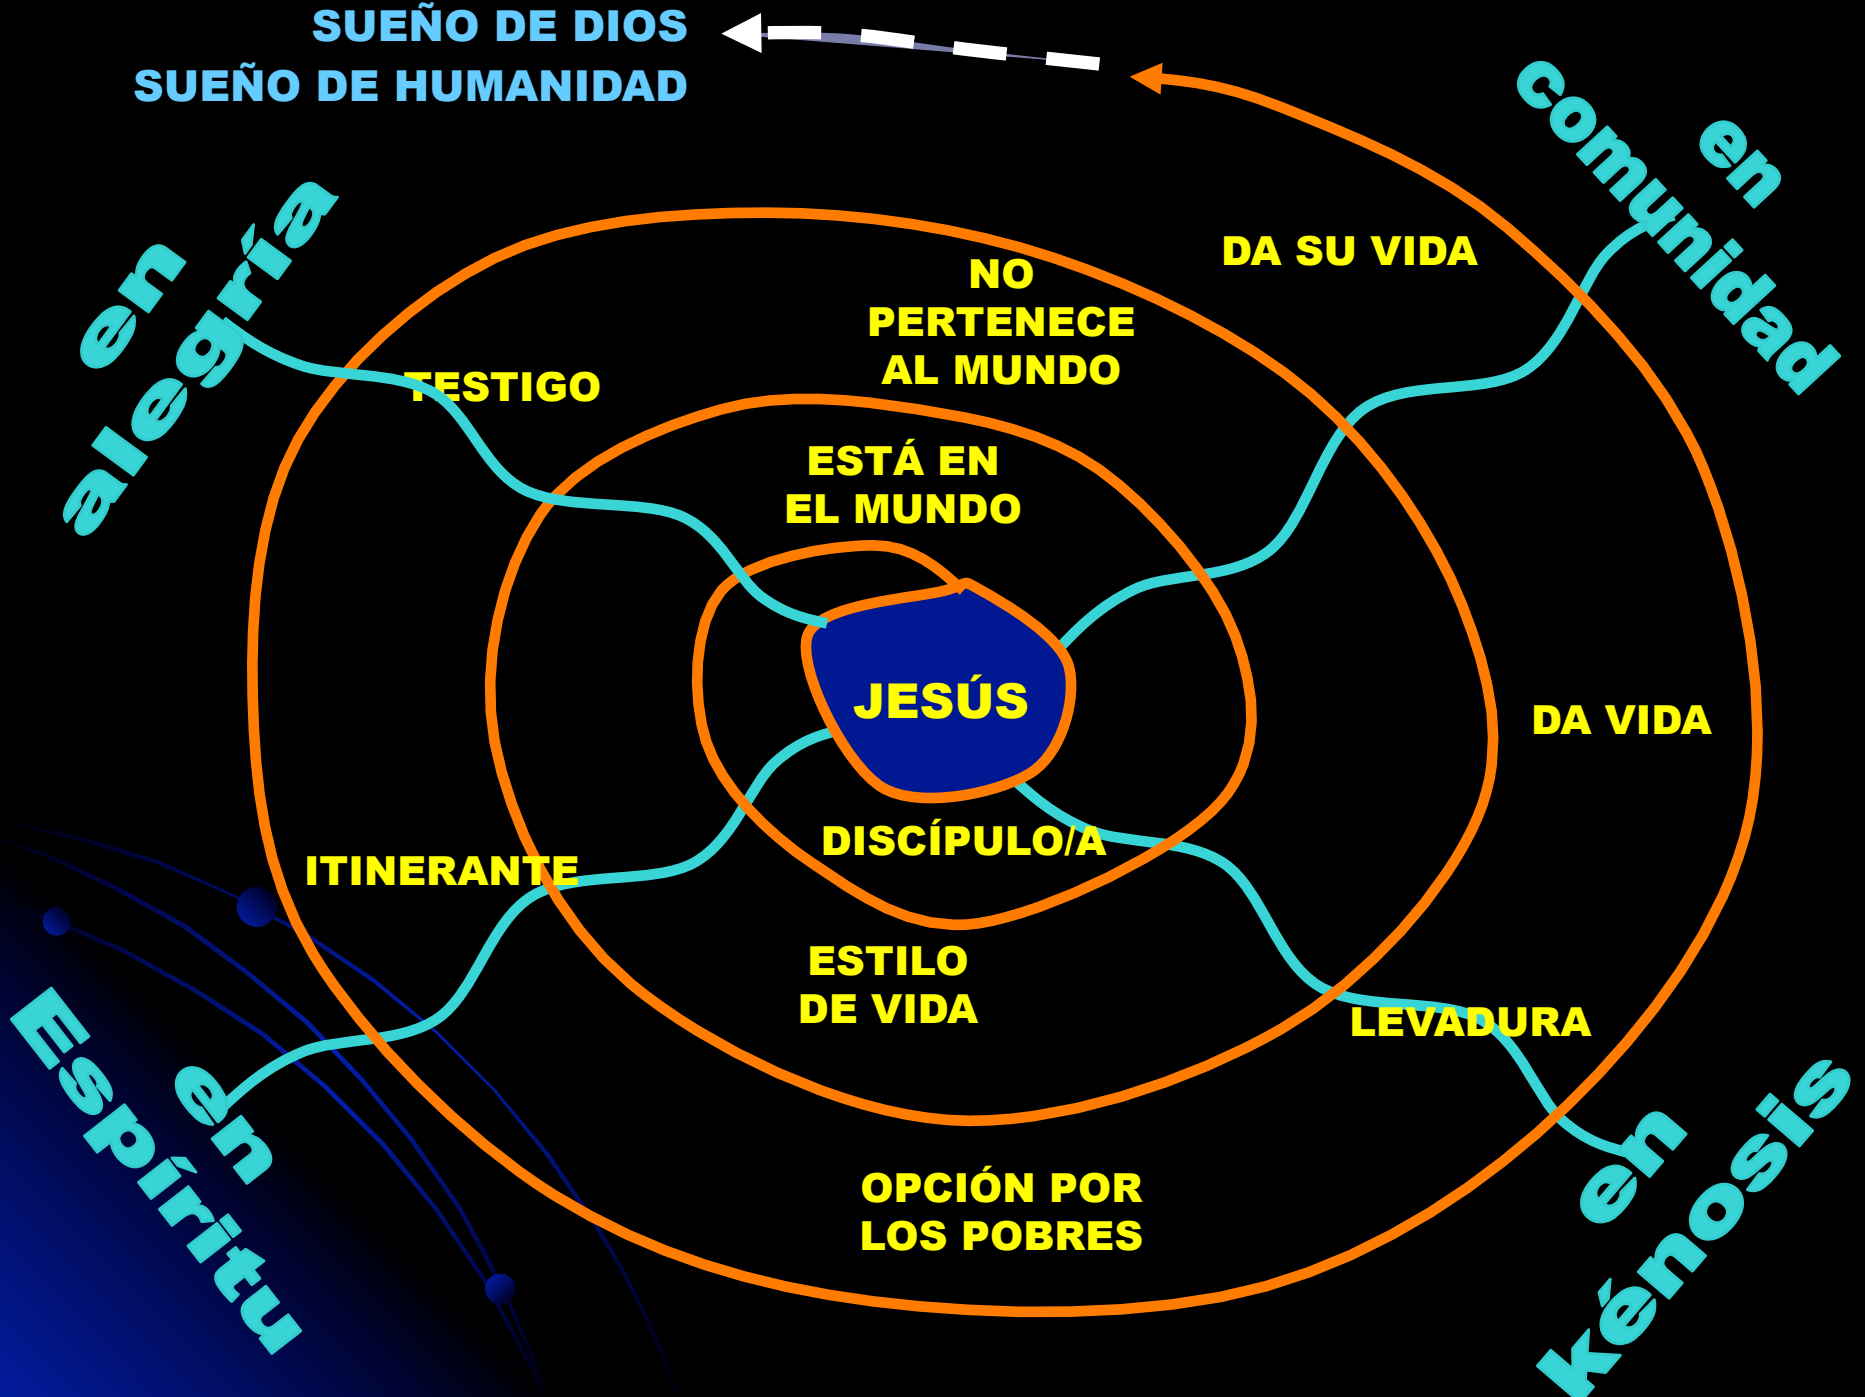 SUEÑO DE DIOS
SUEÑO DE HUMANIDAD
en
comunidad
en
alegría
DA SU VIDA
NO
PERTENECE
AL MUNDO
TESTIGO
ESTÁ EN
EL MUNDO
JESÚS
DA VIDA
DISCÍPULO/A
ITINERANTE
ESTILO
DE VIDA
LEVADURA
OPCIÓN POR
LOS POBRES
en
Espíritu
en
kénosis